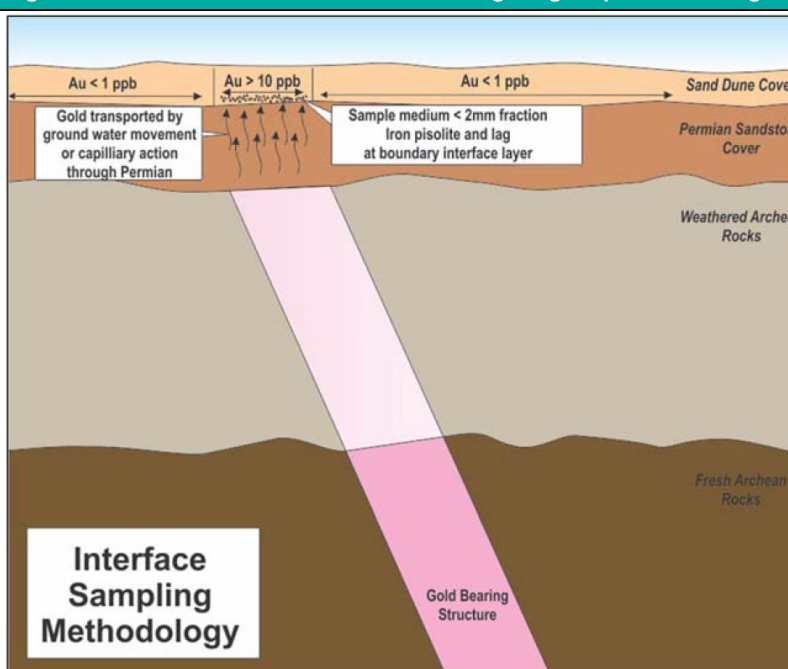 Au < 1 ppb
Au > 10 ppb
Au < 1 ppb
Sand Dune Cove
Gold transported by
ground water movement
or capillary action
through Permian
Sample medium < 2mm fraction
Iron pisolite and lag
at boundary interface layer
Permian Sandsto
Cover
Weathered Arche
Rocks
Fresh Archean
Rocks
Interface
Sampling
Methodology
Gold Bearing
Structure